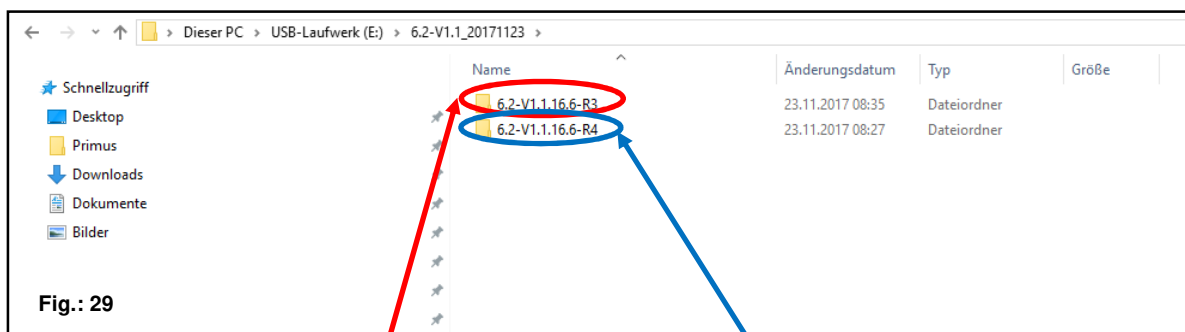 Dieser PC > USB-Laufwerk (E:) > 6.2-V1.1_20171123 >
Name Änderungsdatum Typ Größe
Schnellzugriff
Desktop
Primus
Downloads
Dokumente
Bilder
6.2-V1.1.16.6-R3 23.11.2017 08:35 Dateiordner
6.2-V1.1.16.6-R4 23.11.2017 08:27 Dateiordner
Fig.: 29